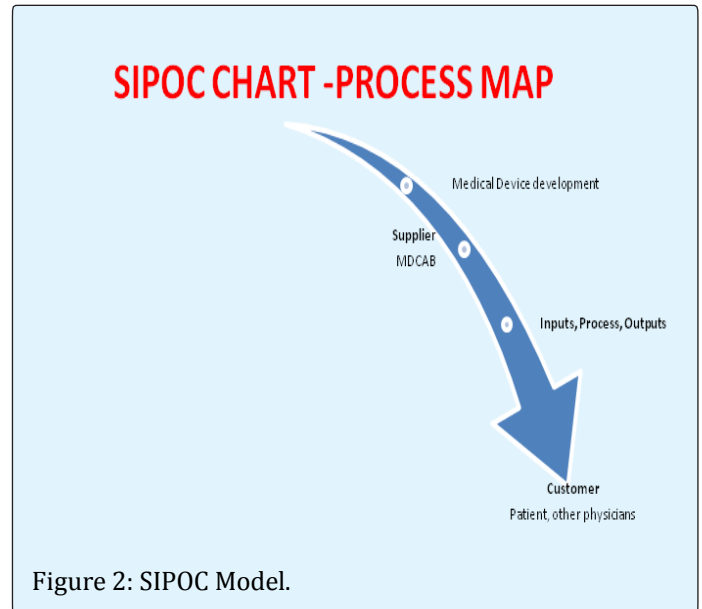 SIPOC CHART -PROCESS MAP
Medical Device development
Supplier
MDCAB
Inputs, Process, Outputs
Customer
Patient, other physicians
Figure 2: SIPOC Model.